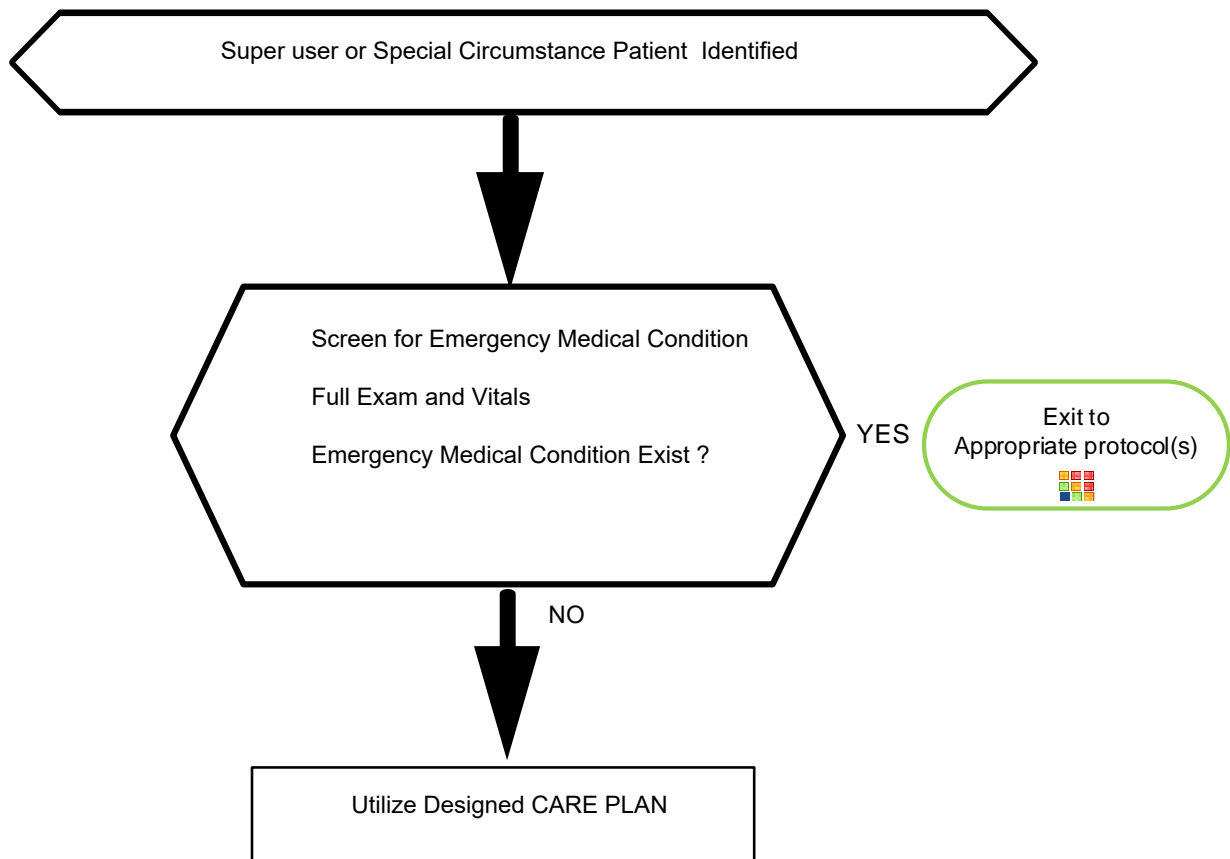 Super user or Special Circumstance Patient  Identified
Screen for Emergency Medical Condition
Full Exam and Vitals
Emergency Medical Condition Exist ?
YES
Exit to
Appropriate protocol(s)
NO
Utilize Designed CARE PLAN